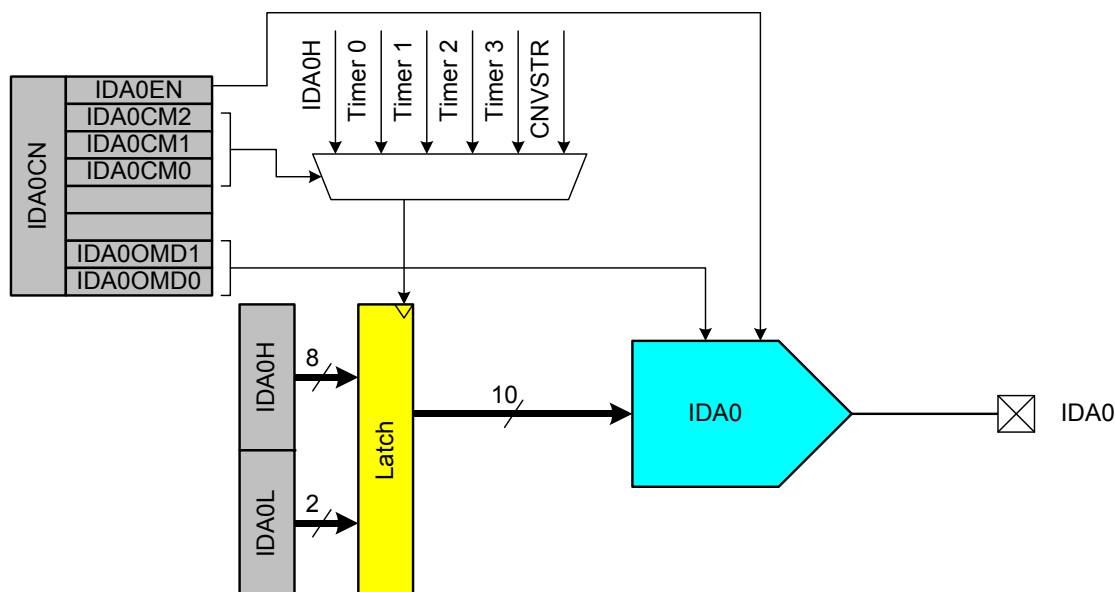 IDA0CN
IDA0EN
IDA0CM2
IDA0CM1
IDA0CM0
IDA0OMD1
IDA0OMD0
IDA0H
Timer 0
Timer 1
Timer 2
Timer 3
CNVSTR
IDA0H
8
IDA0L
2
Latch
10
IDA0
IDA0